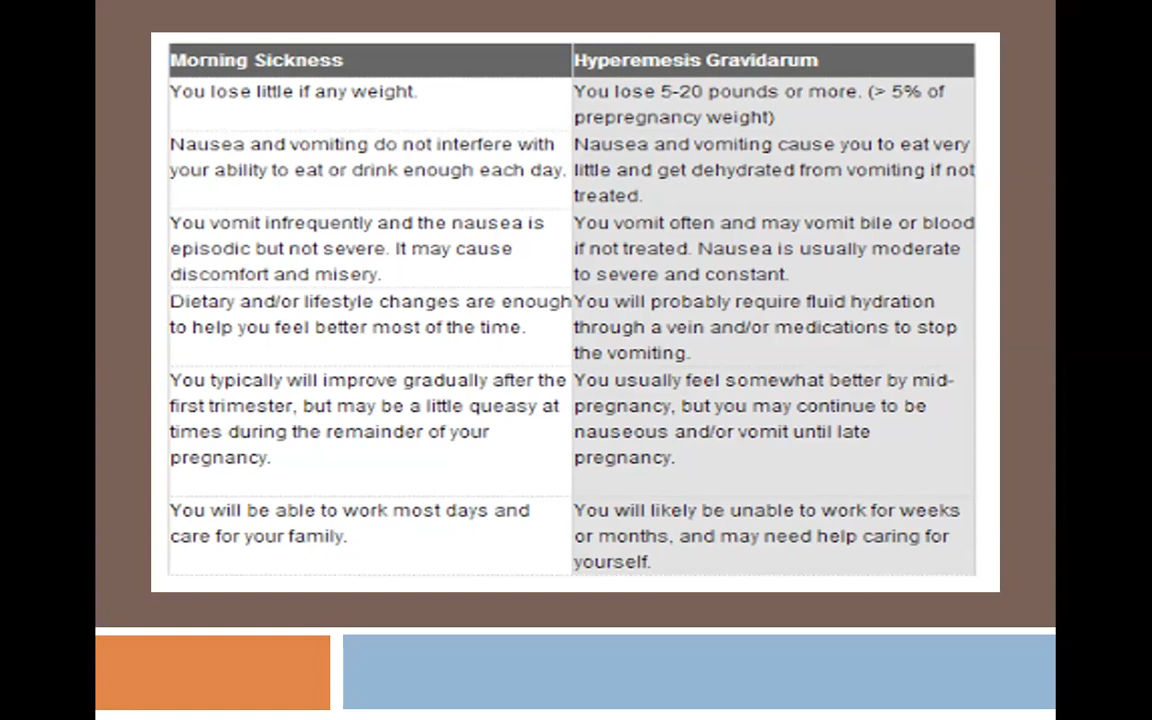 Morning Sickness
Hyperemesis Gravidarum
You lose little if any weight.
You lose 5-20 pounds or more. (> 5% of
prepregnancy weight)
Nausea and vomiting do not interfere with
your ability to eat or drink enough each day.
Nausea and vomiting cause you to eat very
little and get dehydrated from vomiting if not
treated.
You vomit infrequently and the nausea is
episodic but not severe. It may cause
discomfort and misery.
You vomit often and may vomit bile or blood
if not treated. Nausea is usually moderate
to severe and constant.
Dietary and/or lifestyle changes are enough
to help you feel better most of the time.
You will probably require fluid hydration
through a vein and/or medications to stop
the vomiting.
You typically will improve gradually after the
first trimester, but may be a little queasy at
times during the remainder of your
pregnancy.
You usually feel somewhat better by mid-
pregnancy, but you may continue to be
nauseous and/or vomit until late
pregnancy.
You will be able to work most days and
care for your family.
You will likely be unable to work for weeks
or months, and may need help caring for
yourself.